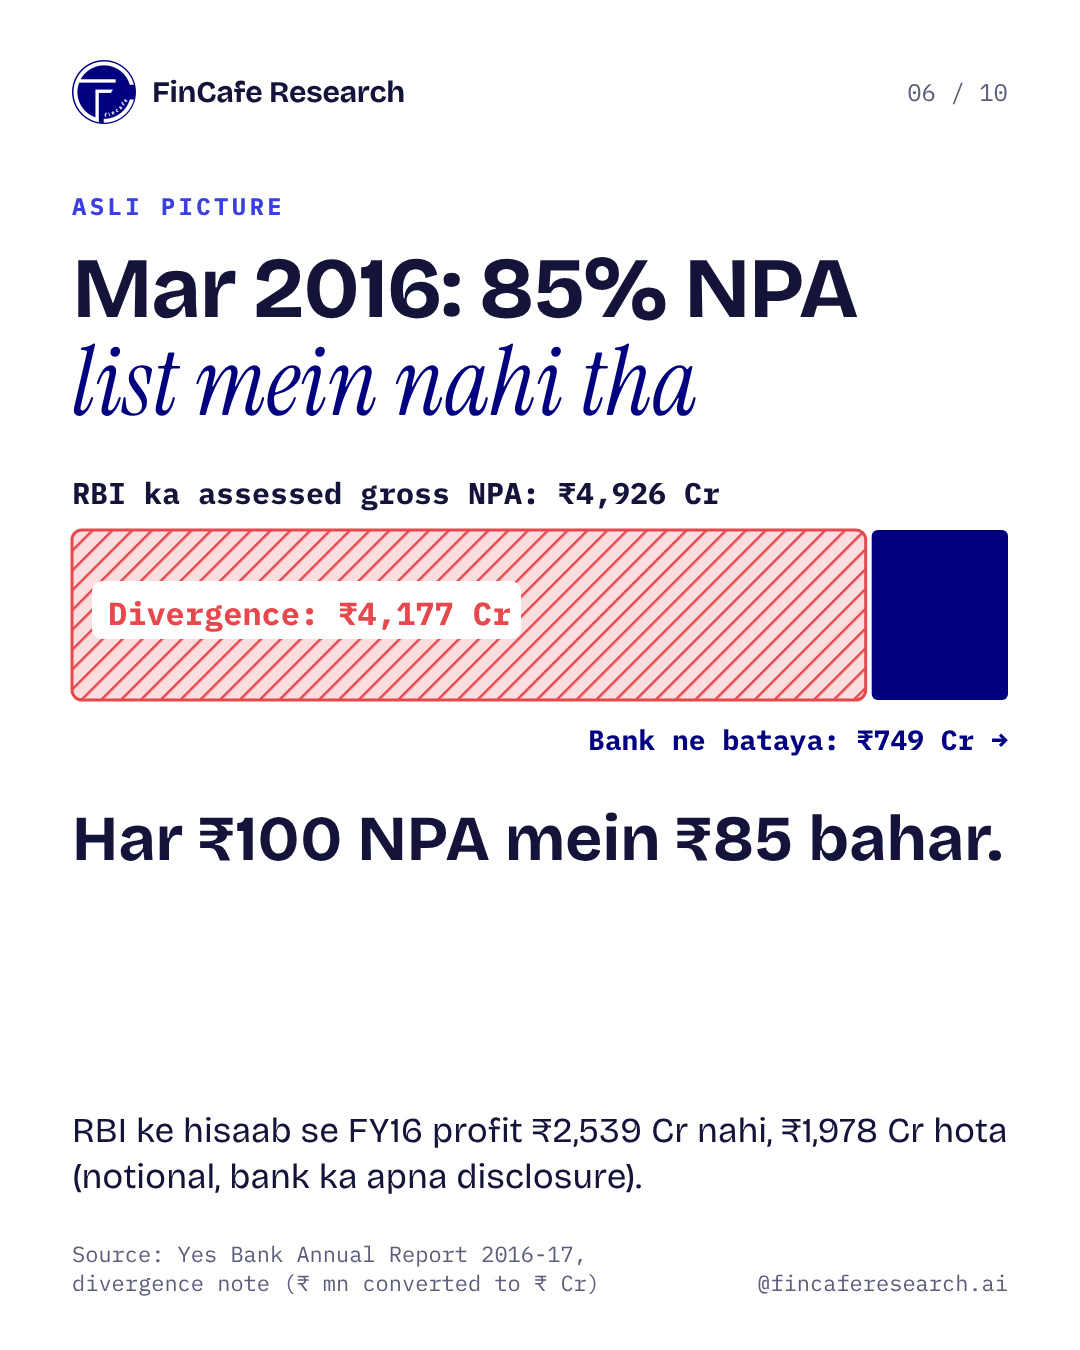 FinCafe Research
06 / 10
ASLI PICTURE
Mar 2016: 85% NPA
list mein nahi tha
RBI ka assessed gross NPA: ₹4,926 Cr
Divergence: ₹4,177 Cr
Bank ne bataya: ₹749 Cr →
Har ₹100 NPA mein ₹85 bahar.
RBI ke hisaab se FY16 profit ₹2,539 Cr nahi, ₹1,978 Cr hota
(notional, bank ka apna disclosure).
Source: Yes Bank Annual Report 2016-17,
divergence note (₹ mn converted to ₹ Cr)
@fincaferesearch.ai